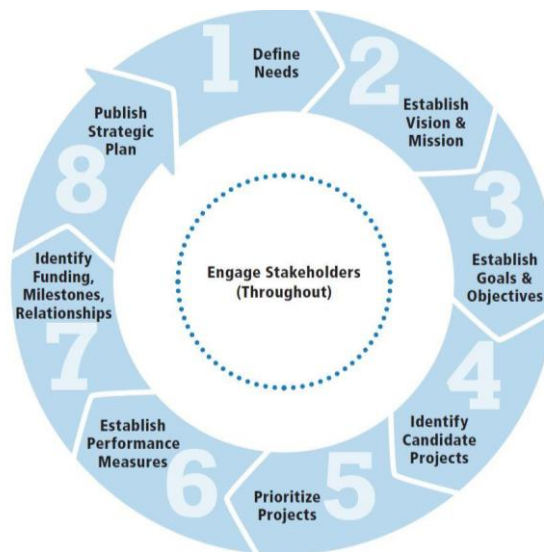 1
Define
Needs
2
Establish
Vision &
Mission
3
Establish
Goals &
Objectives
4
Identify
Candidate
Projects
5
Prioritize
Projects
6
Establish
Performance
Measures
7
Identify
Funding,
Milestones,
Relationships
8
Publish
Strategic
Plan
Engage Stakeholders
(Throughout)